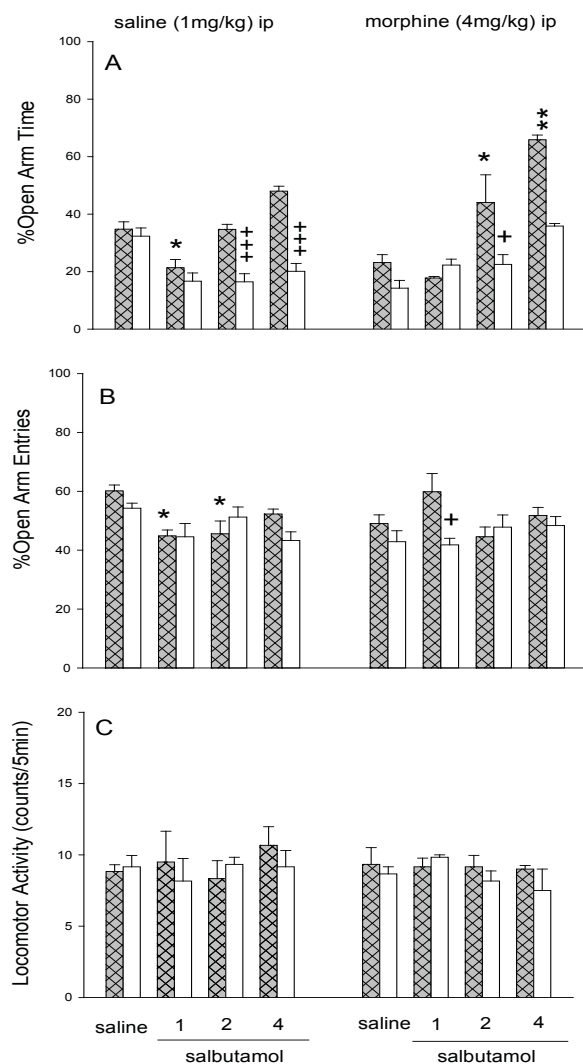 saline (1mg/kg) ip morphine (4mg/kg) ip
A
%Open Arm Time
100
80
60
40
20
0
* +++ +++ * + **
B
%Open Arm Entries
100
80
60
40
20
0
* * +
C
Locomotor Activity (counts/5min)
20
15
10
5
0
saline 1 2 4 saline 1 2 4
salbutamol salbutamol